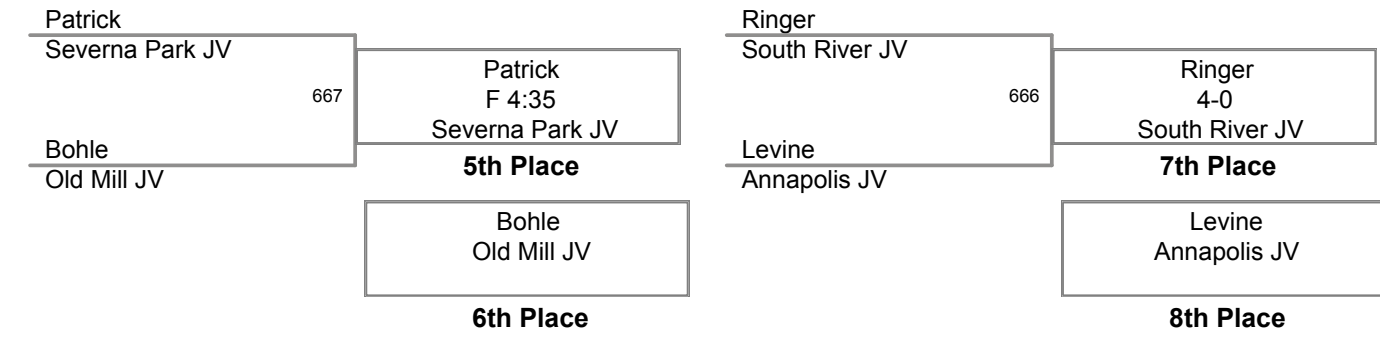 Patrick
Severna Park JV
667
Patrick
F 4:35
Severna Park JV
Bohle
Old Mill JV
5th Place
Bohle
Old Mill JV
6th Place
Ringer
South River JV
666
Ringer
4-0
South River JV
Levine
Annapolis JV
7th Place
Levine
Annapolis JV
8th Place